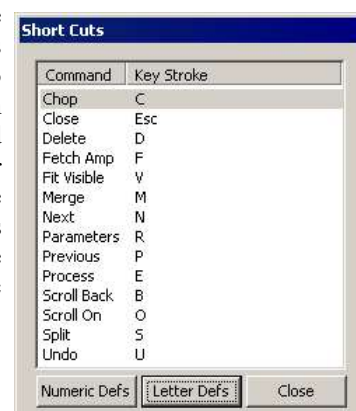 Short Cuts
Command Key Stroke
Chop C
Close Esc
Delete D
Fetch Amp F
Fit Visible V
Merge M
Next N
Parameters R
Previous P
Process E
Scroll Back B
Scroll On O
Split S
Undo U
Numeric Defs Letter Defs Close